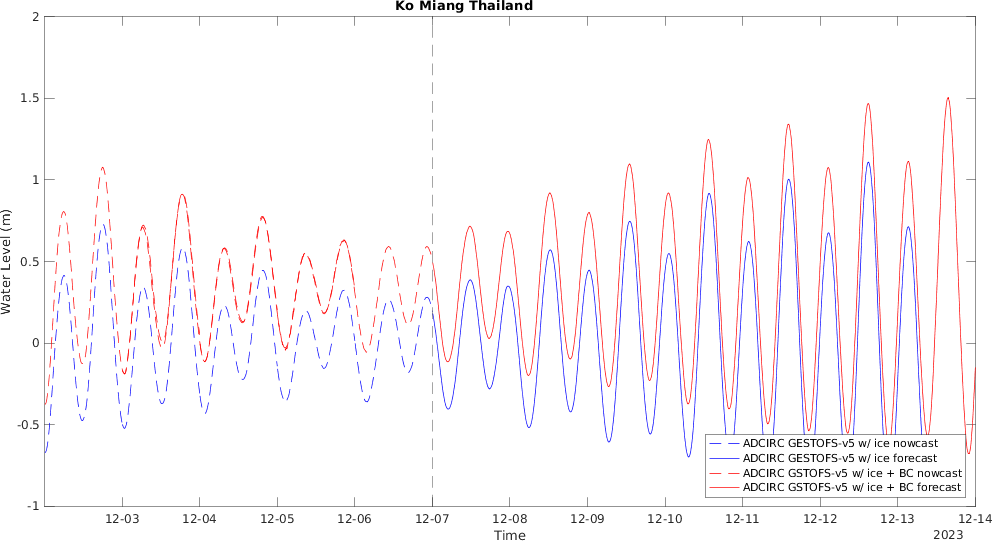 Ko Miang Thailand
2
1.5
1
0.5
0
-0.5
-1
Water Level (m)
12-03
12-04
12-05
12-06
12-07
12-08
12-09
12-10
12-11
12-12
12-13
12-14
Time
2023
ADCIRC GESTOFS-v5 w/ ice nowcast
ADCIRC GESTOFS-v5 w/ ice forecast
ADCIRC GSTOFS-v5 w/ ice + BC nowcast
ADCIRC GSTOFS-v5 w/ ice + BC forecast